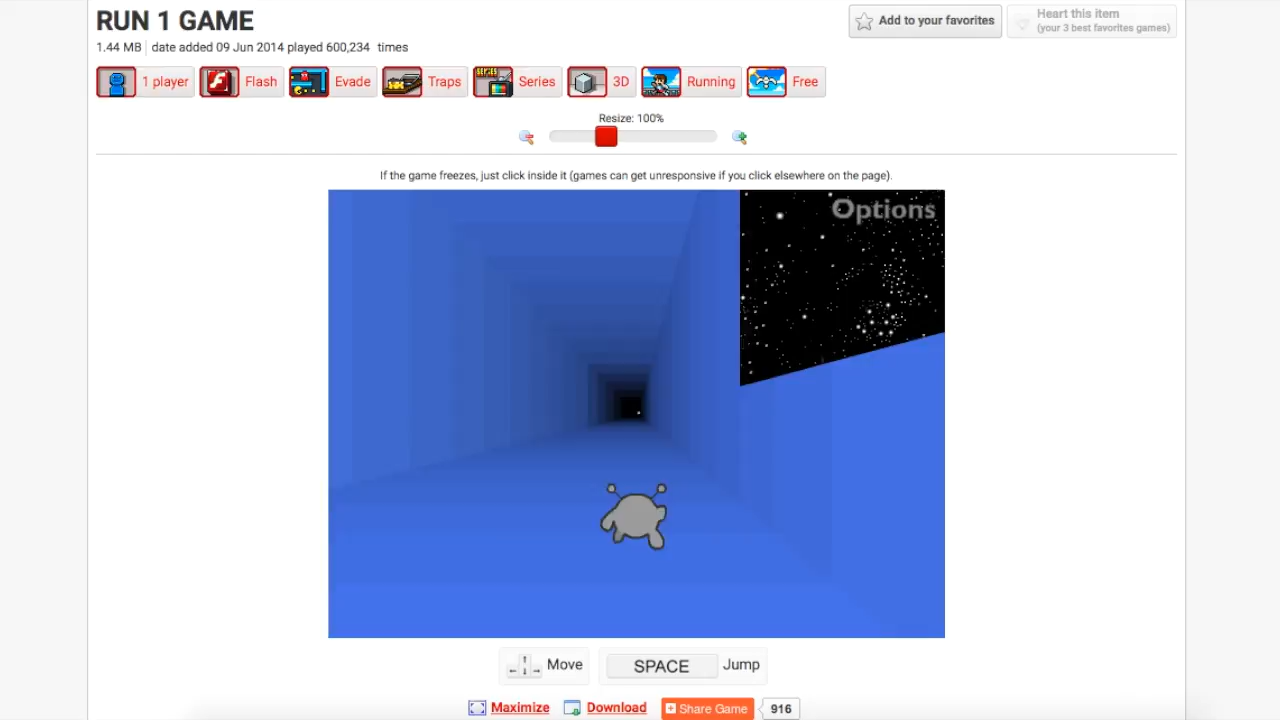 RUN 1 GAME
Add to your favorites
Heart this item
(your 3 best favorites games)
1.44 MB date added 09 Jun 2014 played 600,234 times
1 player Flash Evade Traps Series 3D Running Free
Resize: 100%
If the game freezes, just click inside it (games can get unresponsive if you click elsewhere on the page).
Options
Move SPACE Jump
Maximize Download Share Game 916